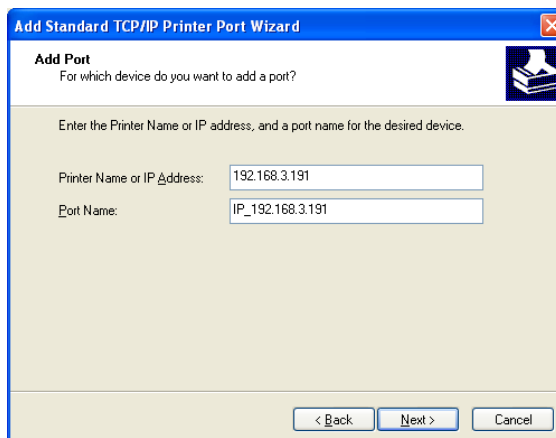 Add Standard TCP/IP Printer Port Wizard
Add Port
For which device do you want to add a port?
Enter the Printer Name or IP address, and a port name for the desired device.
Printer Name or IP Address: 192.168.3.191
Port Name: IP_192.168.3.191
< Back Next > Cancel